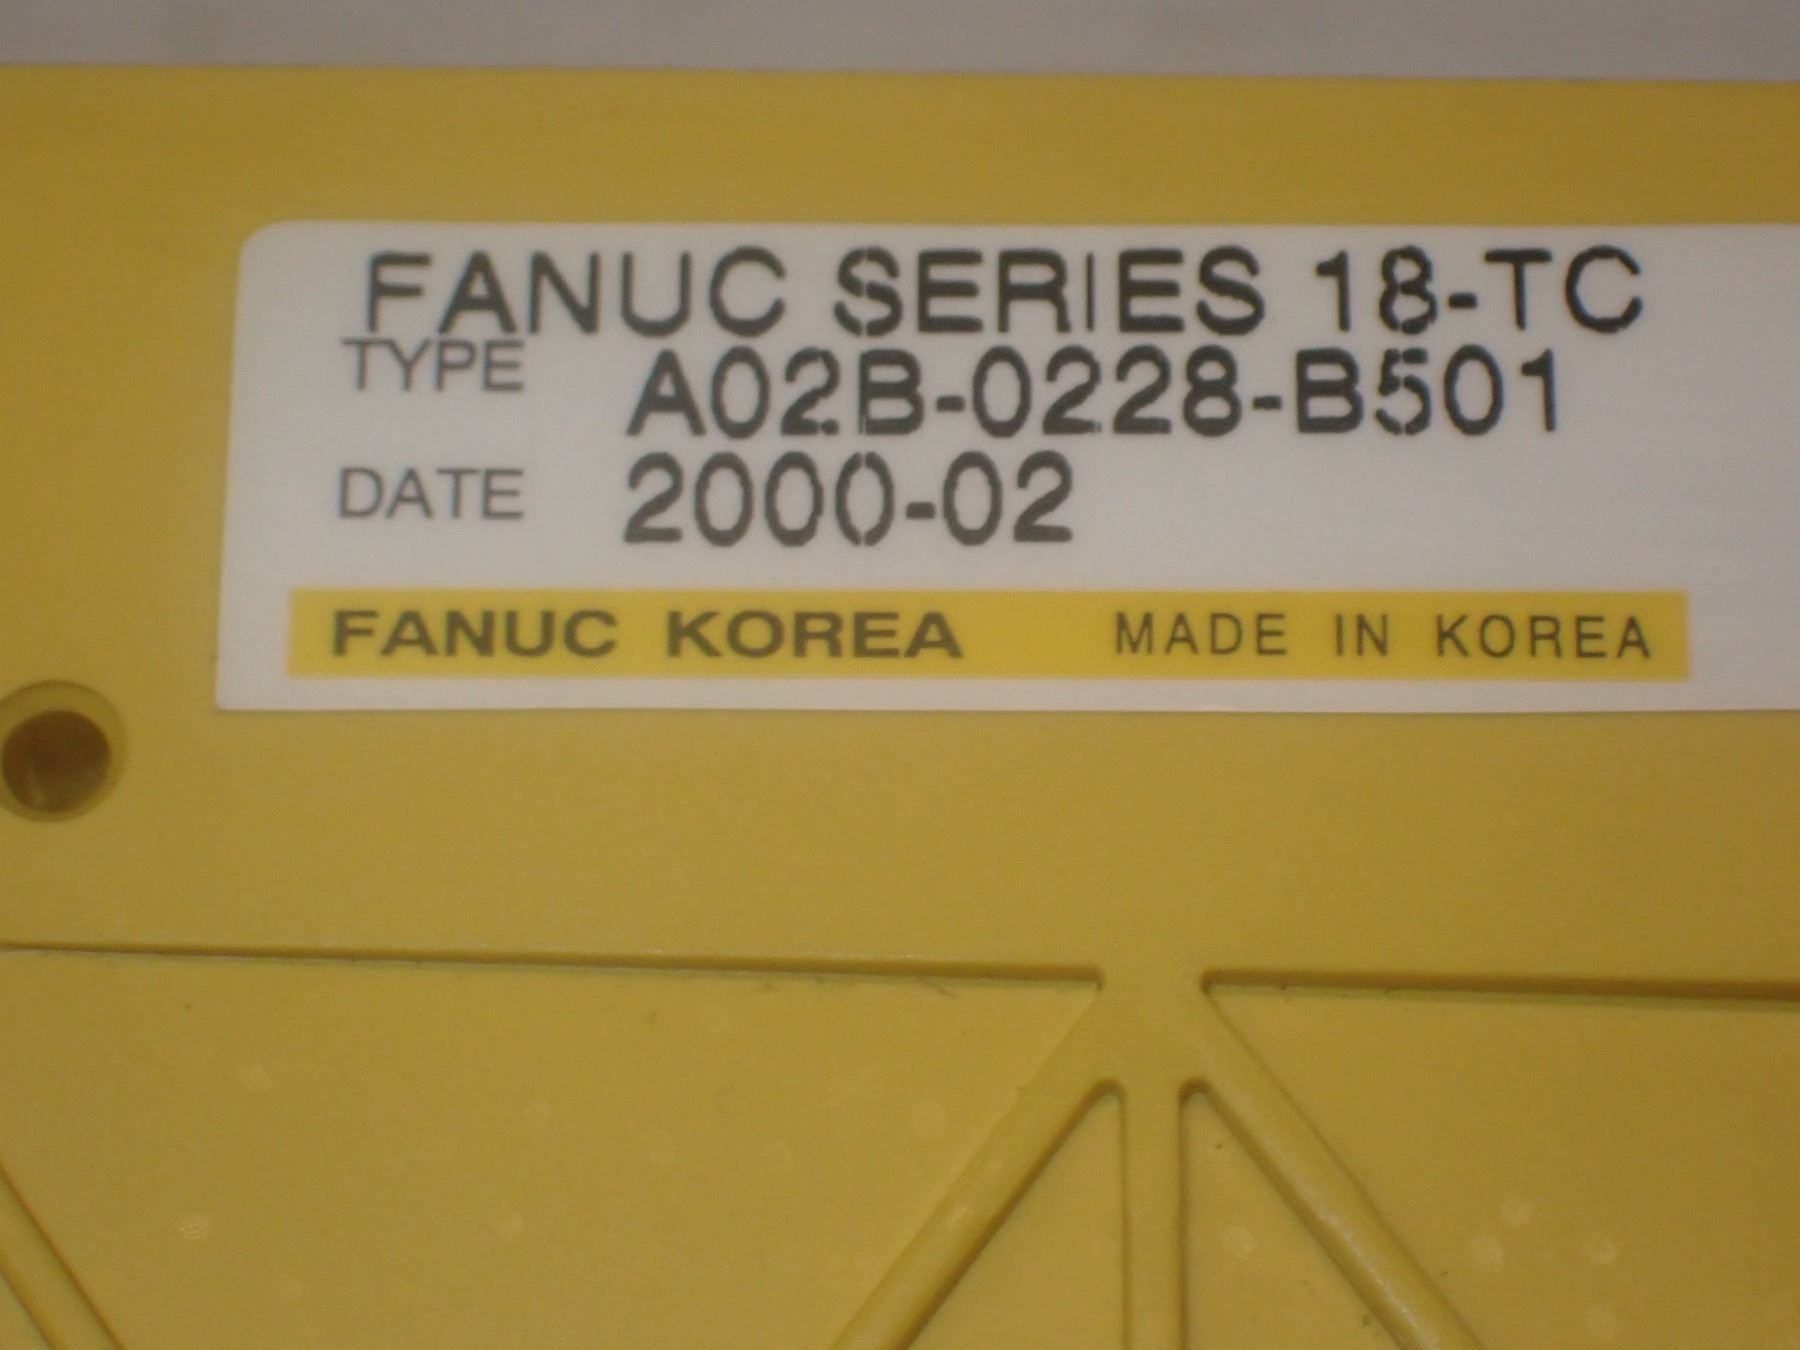 FANUC SERIES 18-TC
TYPE A02B-0228-B501
DATE 2000-02
FANUC KOREA MADE IN KOREA